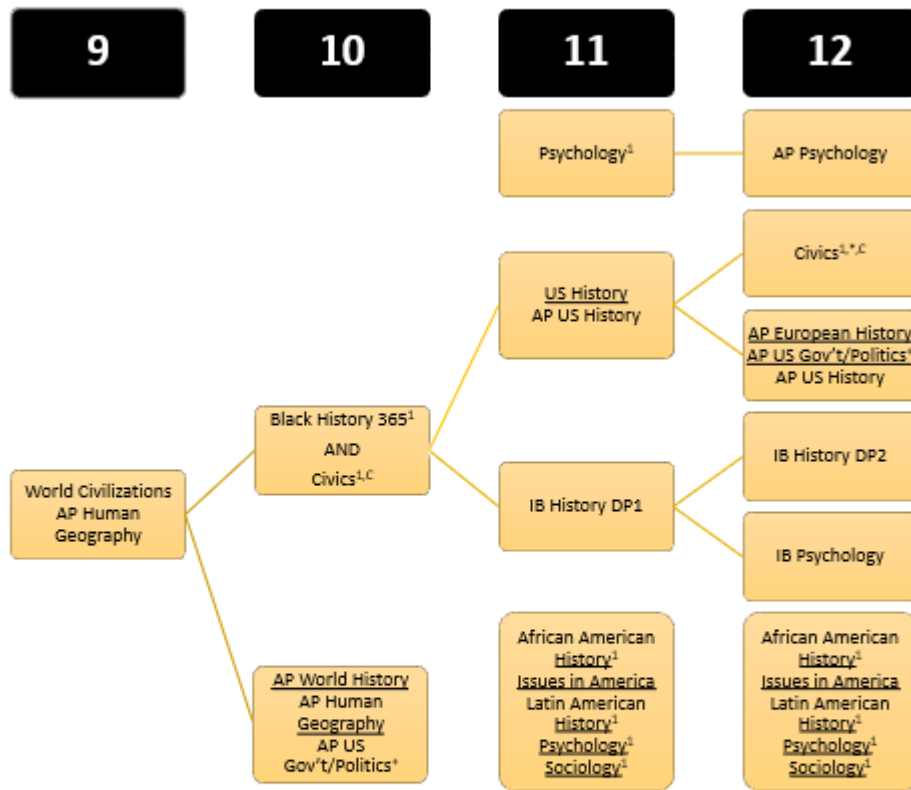 9
10
11
12
Psychology¹
AP Psychology
US History
AP US History
Civics¹,*,ᶜ
AP European History
AP US Gov't/Politics*
AP US History
Black History 365¹
AND
Civics¹,ᶜ
World Civilizations
AP Human
Geography
IB History DP1
IB History DP2
IB Psychology
AP World History
AP Human
Geography
AP US
Gov't/Politics*
African American
History¹
Issues in America
Latin American
History¹
Psychology¹
Sociology¹
African American
History¹
Issues in America
Latin American
History¹
Psychology¹
Sociology¹